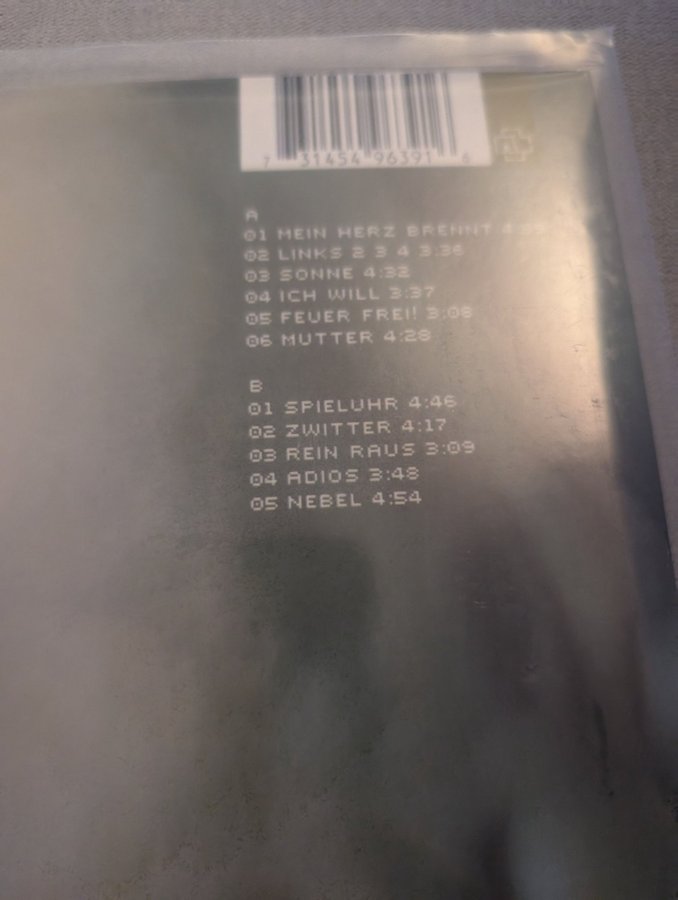 7 31454 96391 6
A
01 MEIN HERZ BRENNT
02 LINKS 2 3 4 3:36
03 SONNE 4:32
04 ICH WILL 3:37
05 FEUER FREI! 3:08
06 MUTTER 4:28
B
01 SPIELUHR 4:46
02 ZWITTER 4:17
03 REIN RAUS 3:09
04 ADIOS 3:48
05 NEBEL 4:54